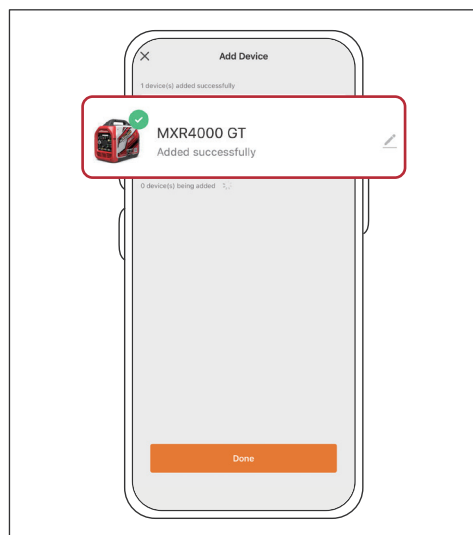 Add Device
1 device(s) added successfully
MXR4000 GT
Added successfully
0 device(s) being added
Done